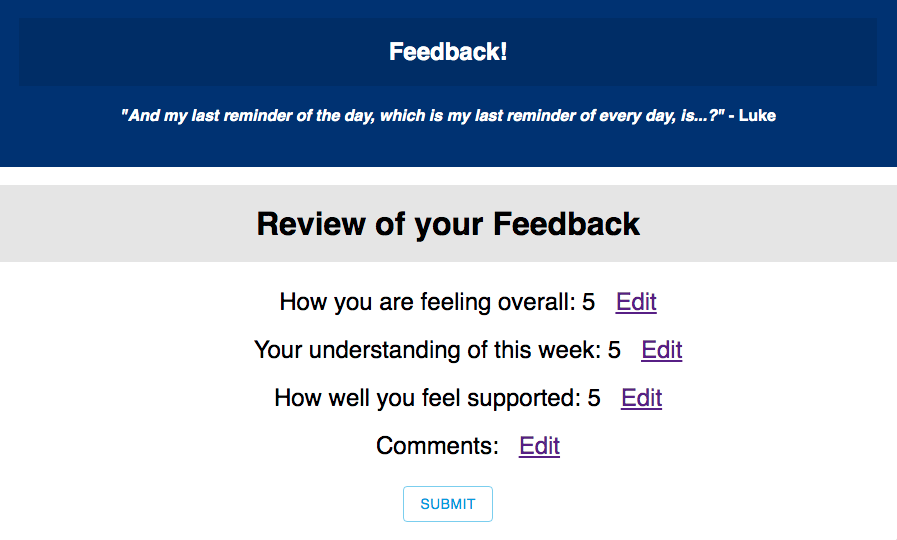 Feedback!
"And my last reminder of the day, which is my last reminder of every day, is...?" - Luke
Review of your Feedback
How you are feeling overall: 5 Edit
Your understanding of this week: 5 Edit
How well you feel supported: 5 Edit
Comments: Edit
SUBMIT